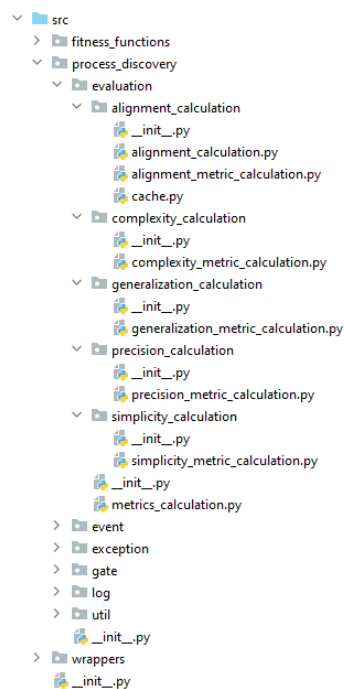 src
fitness_functions
process_discovery
evaluation
alignment_calculation
__init__.py
alignment_calculation.py
alignment_metric_calculation.py
cache.py
complexity_calculation
__init__.py
complexity_metric_calculation.py
generalization_calculation
__init__.py
generalization_metric_calculation.py
precision_calculation
__init__.py
precision_metric_calculation.py
simplicity_calculation
__init__.py
simplicity_metric_calculation.py
__init__.py
metrics_calculation.py
event
exception
gate
log
util
__init__.py
wrappers
__init__.py